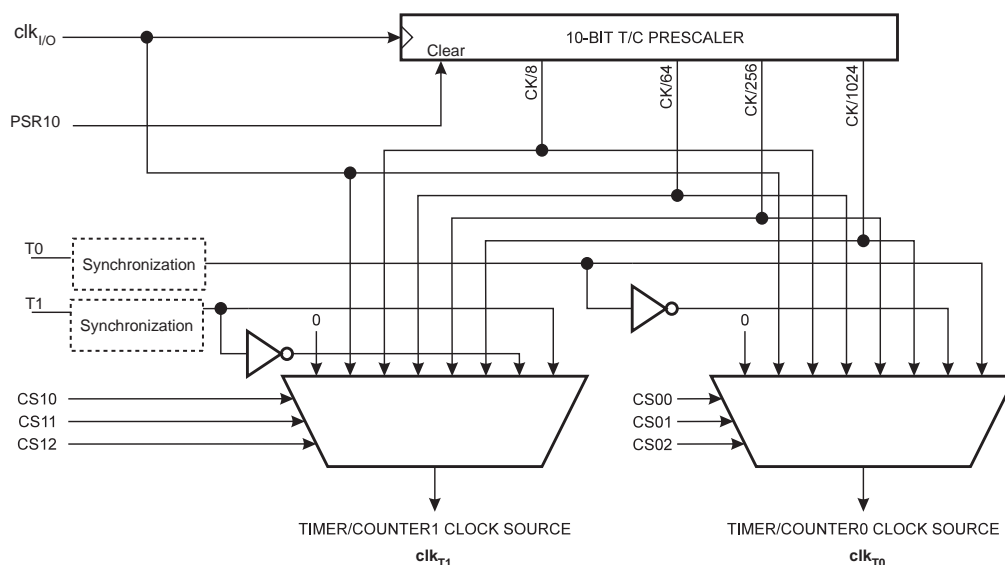 clkI/O
10-BIT T/C PRESCALER
Clear
CK/8
CK/64
CK/256
CK/1024
PSR10
T0
Synchronization
T1
Synchronization
0
0
CS10
CS11
CS12
CS00
CS01
CS02
TIMER/COUNTER1 CLOCK SOURCE
clkT1
TIMER/COUNTER0 CLOCK SOURCE
clkT0